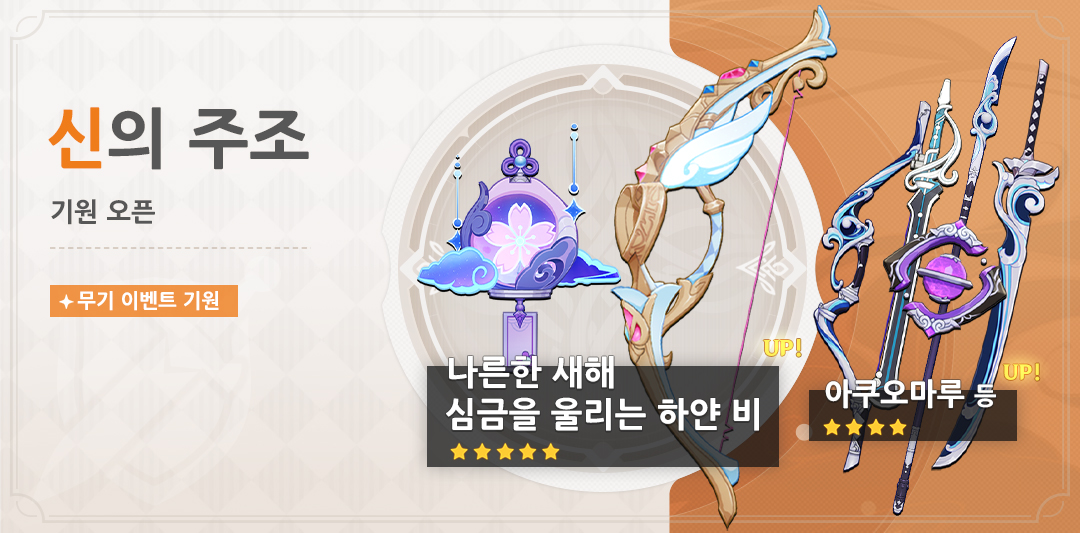 신의 주조
기원 오픈
무기 이벤트 기원
나른한 새해
심금을 울리는 하얀 비
UP!
아쿠오마루 등
UP!